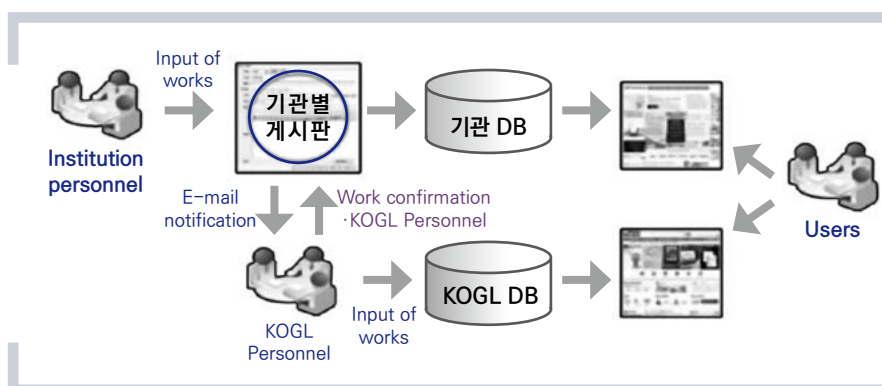 Input of
works
기관별
게시판
기관 DB
Institution
personnel
E-mail
notification
Work confirmation
·KOGL Personnel
Users
KOGL DB
KOGL
Personnel
Input of
works